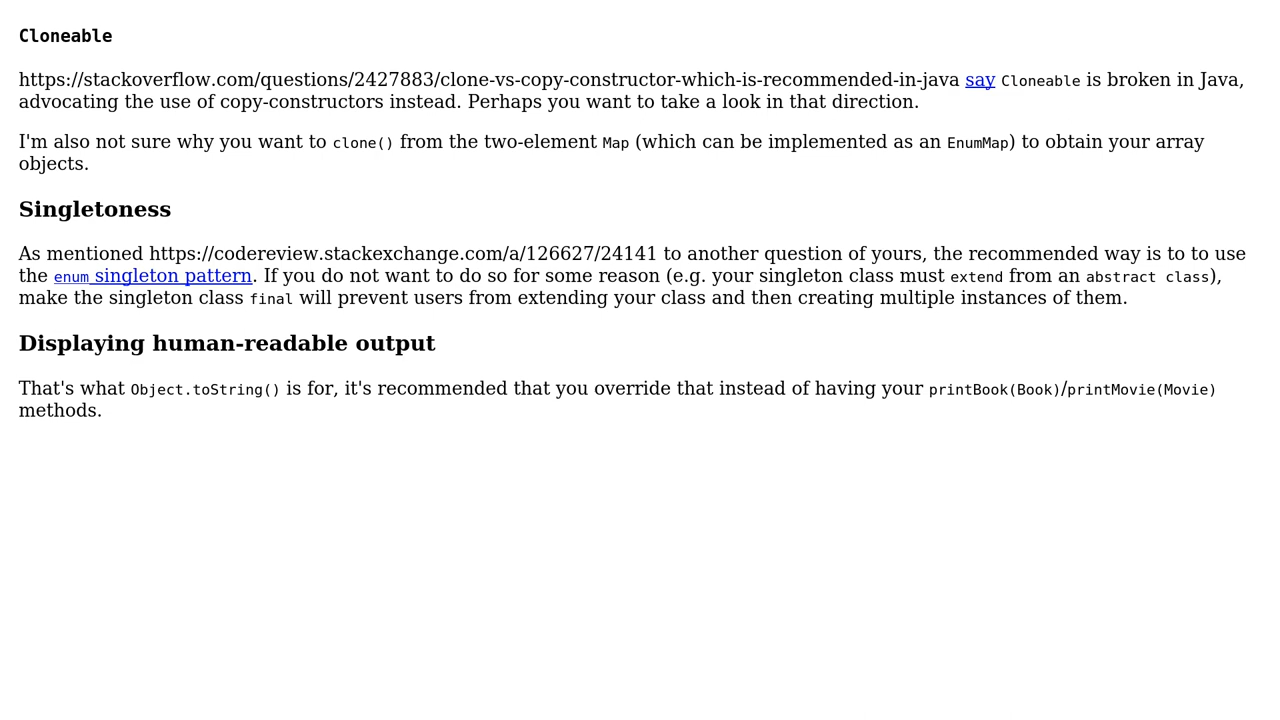 Cloneable
https://stackoverflow.com/questions/2427883/clone-vs-copy-constructor-which-is-recommended-in-java say Cloneable is broken in Java,
advocating the use of copy-constructors instead. Perhaps you want to take a look in that direction.
I'm also not sure why you want to clone() from the two-element Map (which can be implemented as an EnumMap) to obtain your array
objects.
Singletoness
As mentioned https://codereview.stackexchange.com/a/126627/24141 to another question of yours, the recommended way is to to use
the enum singleton pattern. If you do not want to do so for some reason (e.g. your singleton class must extend from an abstract class),
make the singleton class final will prevent users from extending your class and then creating multiple instances of them.
Displaying human-readable output
That's what Object.toString() is for, it's recommended that you override that instead of having your printBook(Book)/printMovie(Movie)
methods.